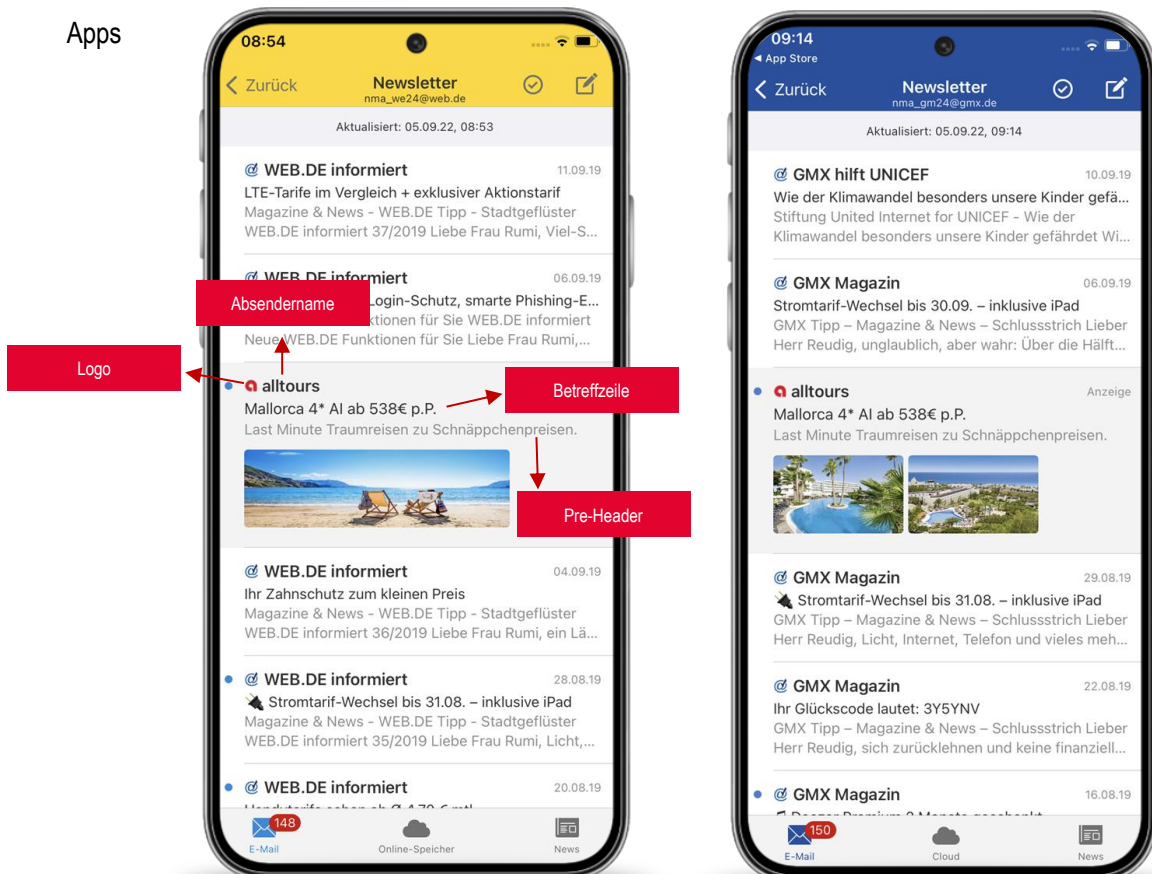 Apps
08:54
Zurück
Newsletter
nma_we24@web.de
Aktualisiert: 05.09.22, 08:53
WEB.DE informiert 11.09.19
LTE-Tarife im Vergleich + exklusiver Aktionstarif
Magazine & News - WEB.DE Tipp - Stadtgeflüster
WEB.DE informiert 37/2019 Liebe Frau Rumi, Viel-S...
WEB.DE informiert 06.09.19
Login-Schutz, smarte Phishing-E...
ktionen für Sie WEB.DE informiert
Neue WEB.DE Funktionen für Sie Liebe Frau Rumi,...
Absendername
Logo
alltours
Mallorca 4* AI ab 538€ p.P.
Betreffzeile
Last Minute Traumreisen zu Schnäppchenpreisen.
Pre-Header
WEB.DE informiert 04.09.19
Ihr Zahnschutz zum kleinen Preis
Magazine & News - WEB.DE Tipp - Stadtgeflüster
WEB.DE informiert 36/2019 Liebe Frau Rumi, ein Lä...
WEB.DE informiert 28.08.19
Stromtarif-Wechsel bis 31.08. – inklusive iPad
Magazine & News - WEB.DE Tipp - Stadtgeflüster
WEB.DE informiert 35/2019 Liebe Frau Rumi, Licht,...
WEB.DE informiert 20.08.19
148
E-Mail Online-Speicher News
09:14
App Store
Zurück
Newsletter
nma_gm24@gmx.de
Aktualisiert: 05.09.22, 09:14
GMX hilft UNICEF 10.09.19
Wie der Klimawandel besonders unsere Kinder gefä...
Stiftung United Internet for UNICEF - Wie der
Klimawandel besonders unsere Kinder gefährdet Wi...
GMX Magazin 06.09.19
Stromtarif-Wechsel bis 30.09. – inklusive iPad
GMX Tipp – Magazine & News – Schlussstrich Lieber
Herr Reudig, unglaublich, aber wahr: Über die Hälft...
alltours Anzeige
Mallorca 4* AI ab 538€ p.P.
Last Minute Traumreisen zu Schnäppchenpreisen.
GMX Magazin 29.08.19
Stromtarif-Wechsel bis 31.08. – inklusive iPad
GMX Tipp – Magazine & News – Schlussstrich Lieber
Herr Reudig, Licht, Internet, Telefon und vieles meh...
GMX Magazin 22.08.19
Ihr Glückscode lautet: 3Y5YNV
GMX Tipp – Magazine & News – Schlussstrich Lieber
Herr Reudig, sich zurücklehnen und keine finanziell...
GMX Magazin 16.08.19
150
E-Mail Cloud News